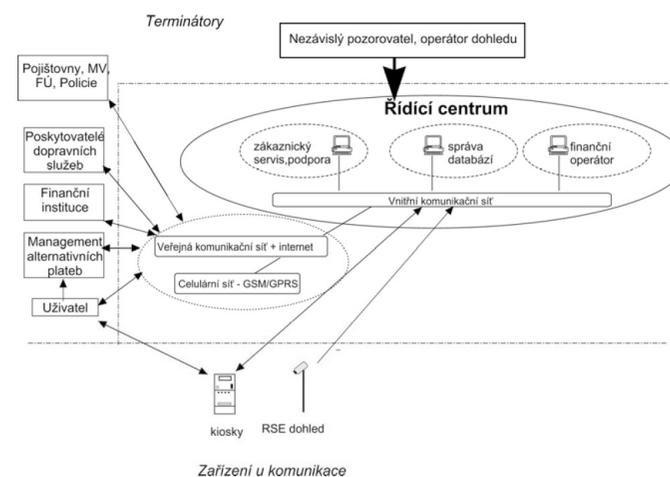 Terminátory
Nezávislý pozorovatel, operátor dohledu
Pojišťovny, MV,
FÚ, Policie
Řídící centrum
Poskytovatelé
dopravních
služeb
zákaznický
servis,podpora
správa
databází
finanční
operátor
Finanční
instituce
Vnitřní komunikační síť
Management
alternativních
plateb
Veřejná komunikační síť + internet
Celulární síť - GSM/GPRS
Uživatel
kiosky
RSE dohled
Zařízení u komunikace